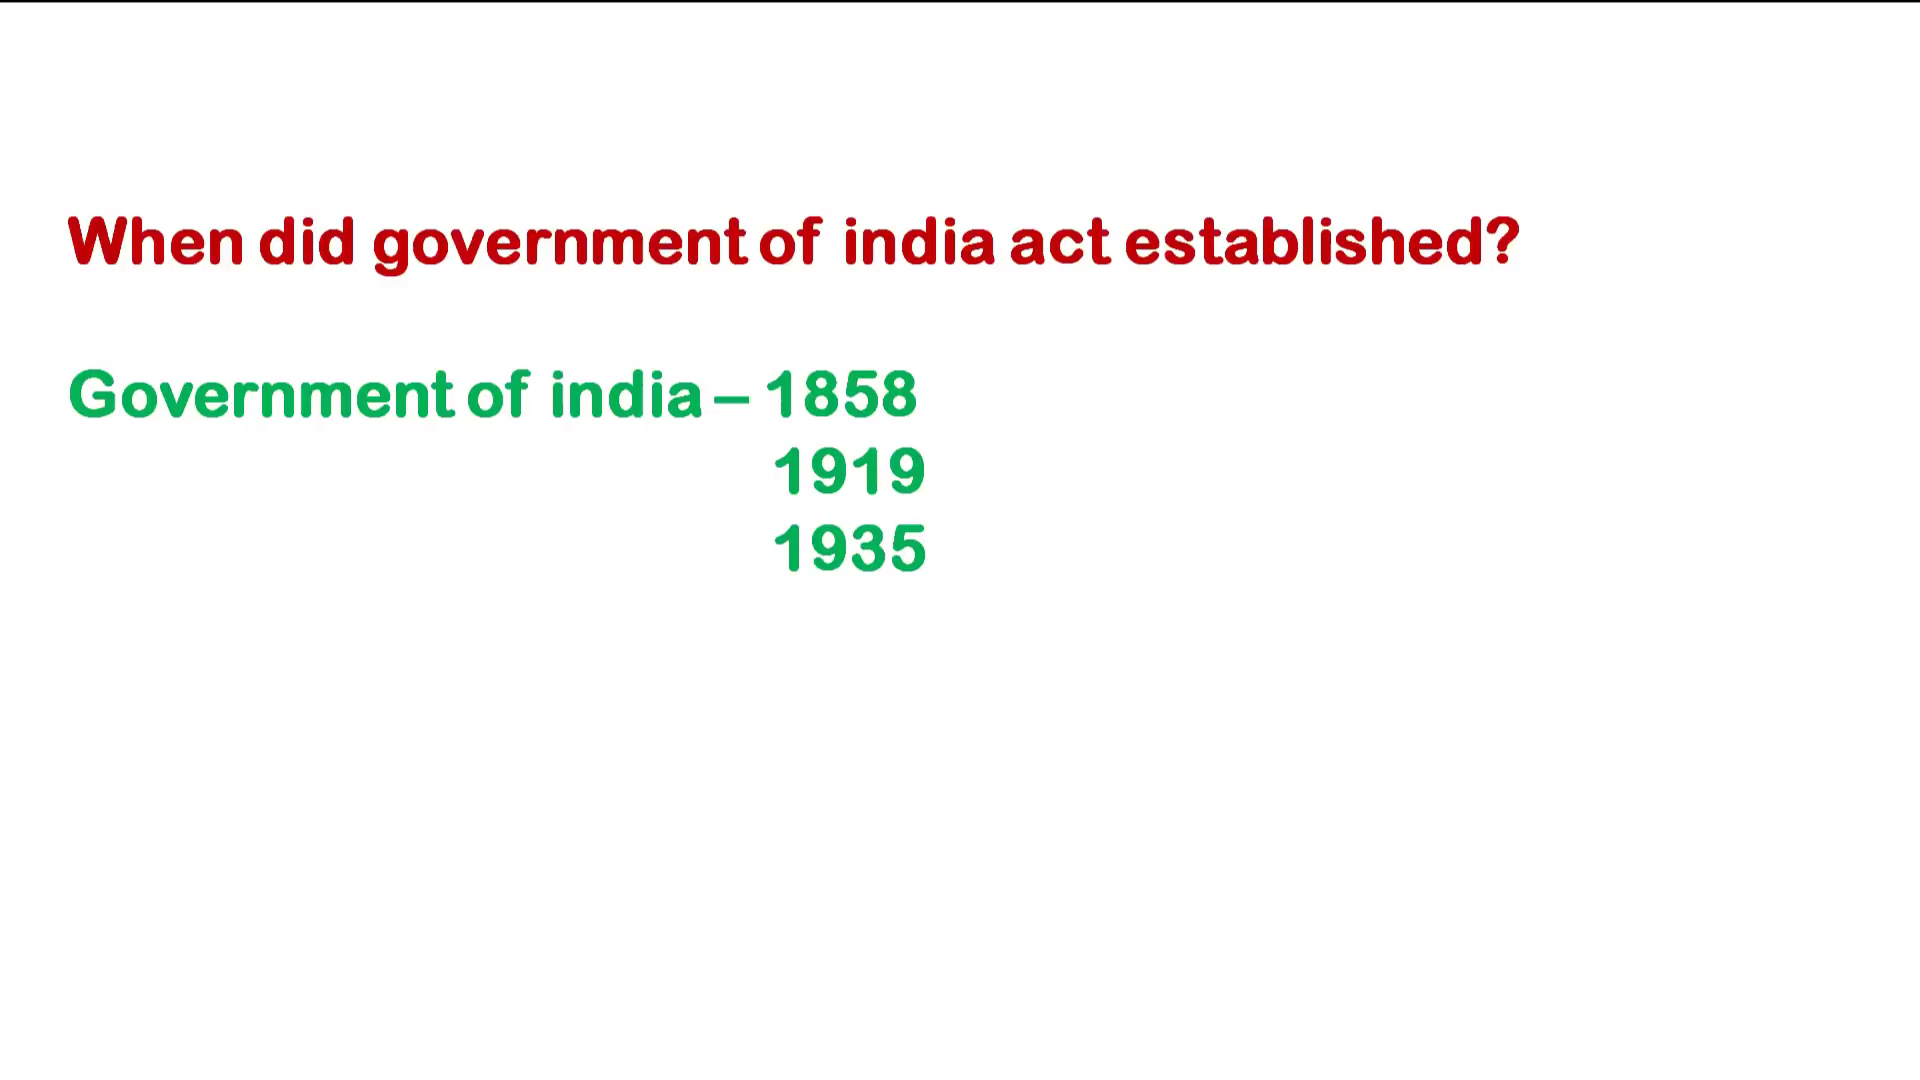 When did government of india act established?
Government of india – 1858
1919
1935